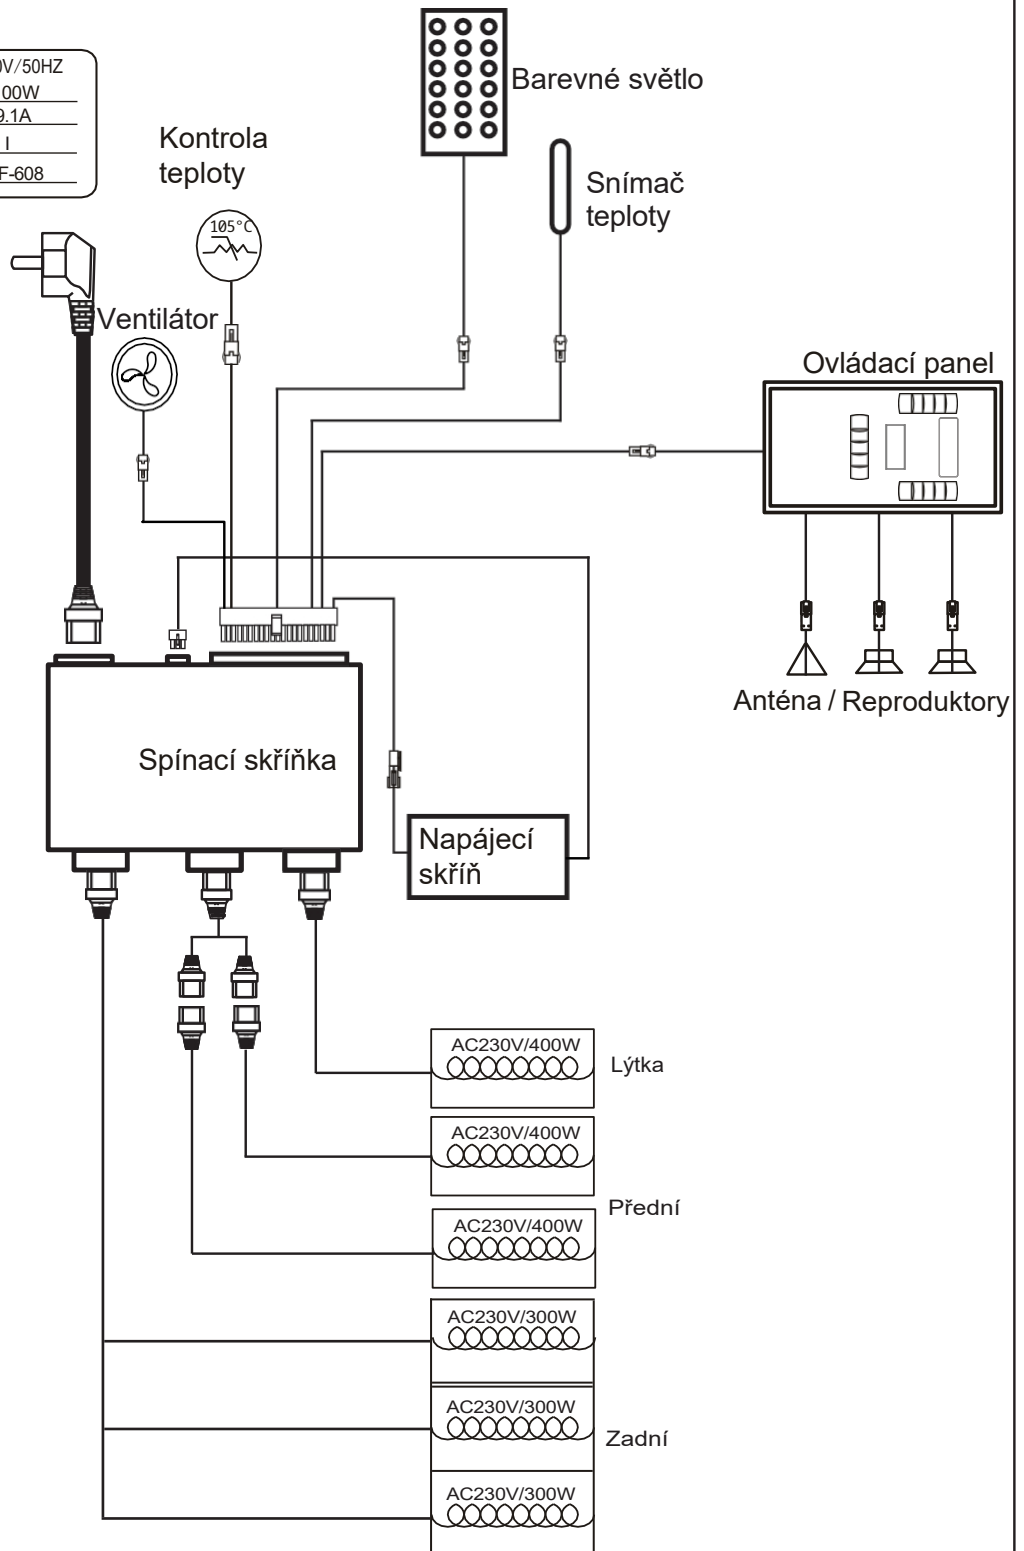 0V/50HZ
00W
9.1A
I
F-608
Barevné světlo
Kontrola
teploty
Snímač
teploty
105°C
Ventilátor
Ovládací panel
Anténa / Reproduktory
Spínací skříňka
Napájecí
skříň
AC230V/400W
Lýtka
AC230V/400W
Přední
AC230V/400W
AC230V/300W
AC230V/300W
Zadní
AC230V/300W